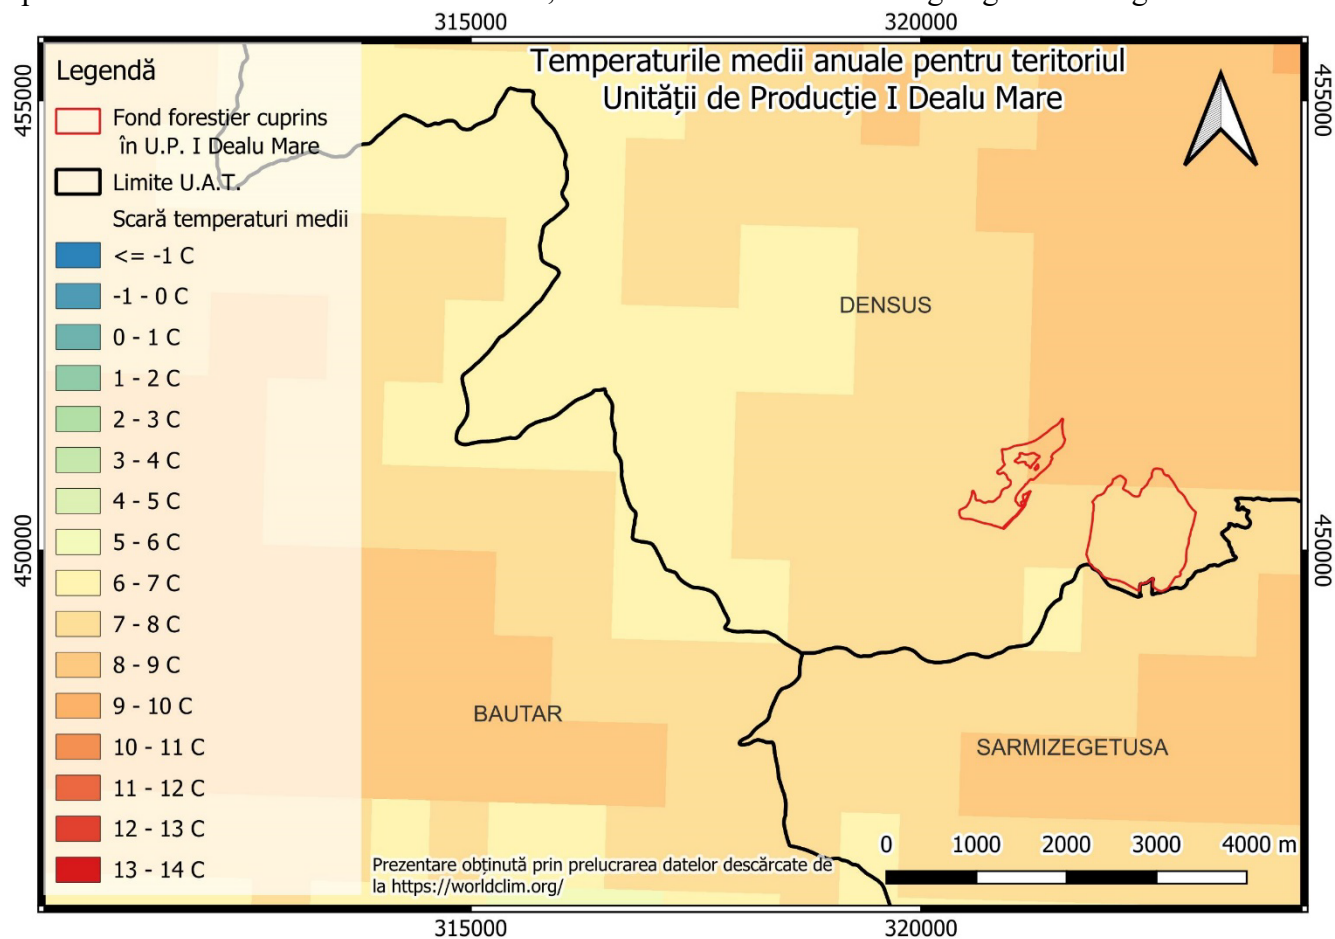 315000
320000
Temperaturile medii anuale pentru teritoriul
Unității de Producție I Dealu Mare
455000
455000
Legendă
Fond forestier cuprins
în U.P. I Dealu Mare
Limite U.A.T.
Scară temperaturi medii
<= -1 C
-1 - 0 C
0 - 1 C
1 - 2 C
2 - 3 C
3 - 4 C
4 - 5 C
5 - 6 C
6 - 7 C
7 - 8 C
8 - 9 C
9 - 10 C
10 - 11 C
11 - 12 C
12 - 13 C
13 - 14 C
DENSUS
450000
450000
BAUTAR
SARMIZEGETUSA
0 1000 2000 3000 4000 m
Prezentare obținută prin prelucrarea datelor descărcate de
la https://worldclim.org/
315000
320000